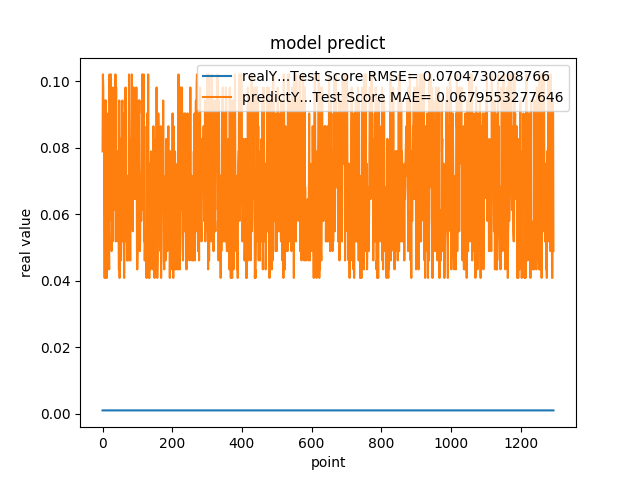 model predict
realY...Test Score RMSE= 0.0704730208766
predictY...Test Score MAE= 0.0679553277646
real value
0.10
0.08
0.06
0.04
0.02
0.00
0 200 400 600 800 1000 1200
point